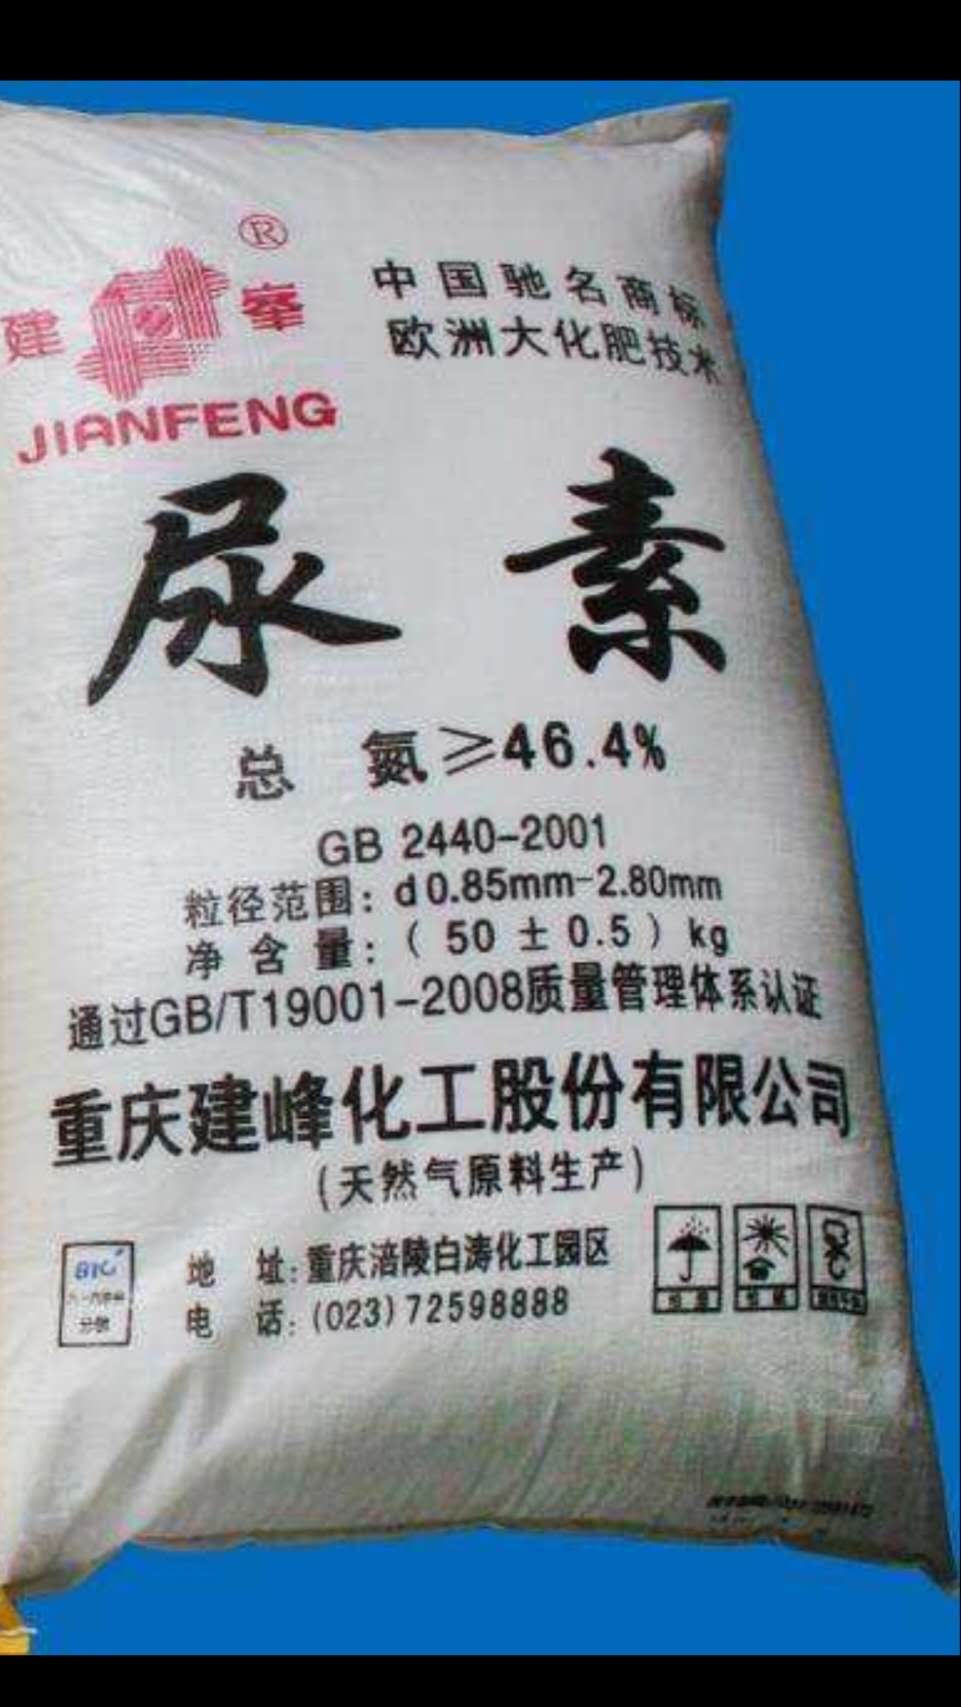 ®
建峯
JIANFENG
中国驰名商标
欧洲大化肥技术
尿素
总氮≥46.4%
GB 2440-2001
粒径范围：d0.85mm-2.80mm
净含量：（50±0.5）kg
通过GB/T19001-2008质量管理体系认证
重庆建峰化工股份有限公司
(天然气原料生产)
地址：重庆涪陵白涛化工园区
电话：(023)72598888